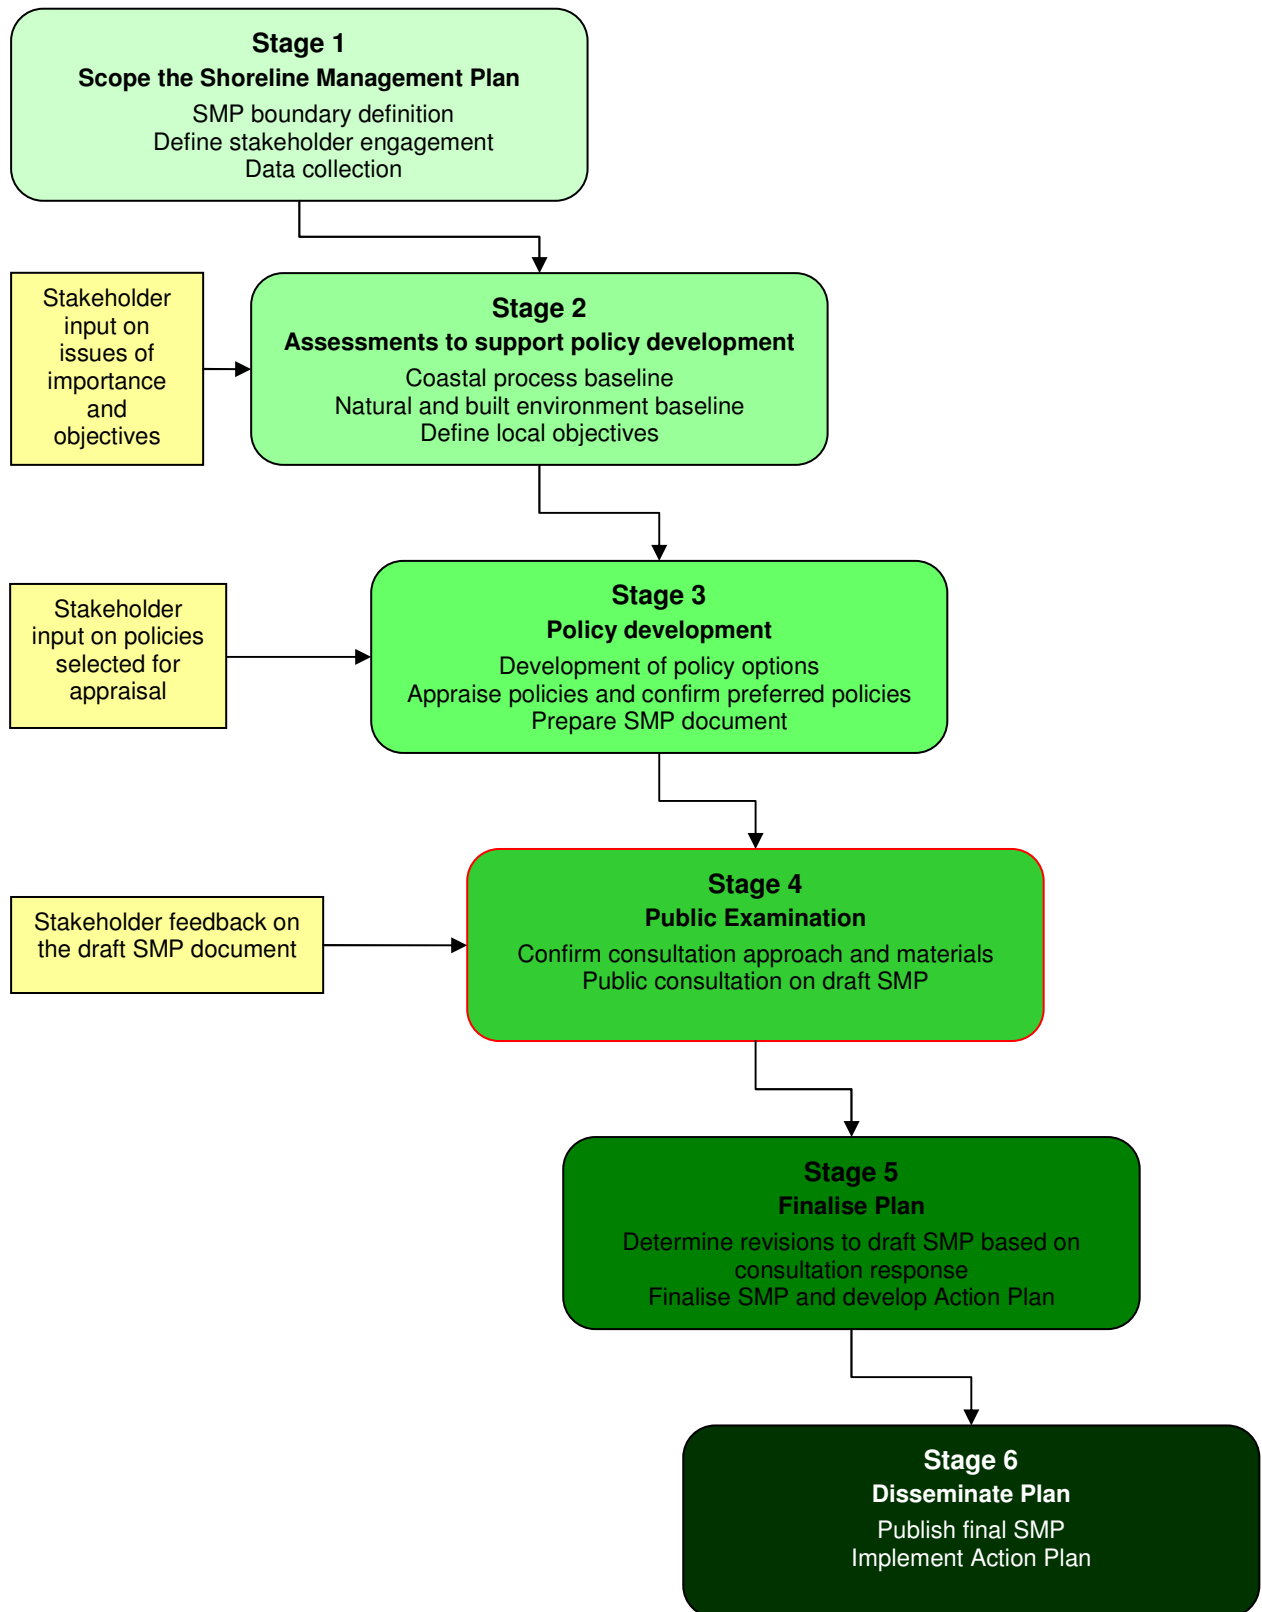 Stage 1
Scope the Shoreline Management Plan
SMP boundary definition
Define stakeholder engagement
Data collection
Stakeholder
input on
issues of
importance
and
objectives
Stage 2
Assessments to support policy development
Coastal process baseline
Natural and built environment baseline
Define local objectives
Stakeholder
input on policies
selected for
appraisal
Stage 3
Policy development
Development of policy options
Appraise policies and confirm preferred policies
Prepare SMP document
Stakeholder feedback on
the draft SMP document
Stage 4
Public Examination
Confirm consultation approach and materials
Public consultation on draft SMP
Stage 5
Finalise Plan
Determine revisions to draft SMP based on
consultation response
Finalise SMP and develop Action Plan
Stage 6
Disseminate Plan
Publish final SMP
Implement Action Plan